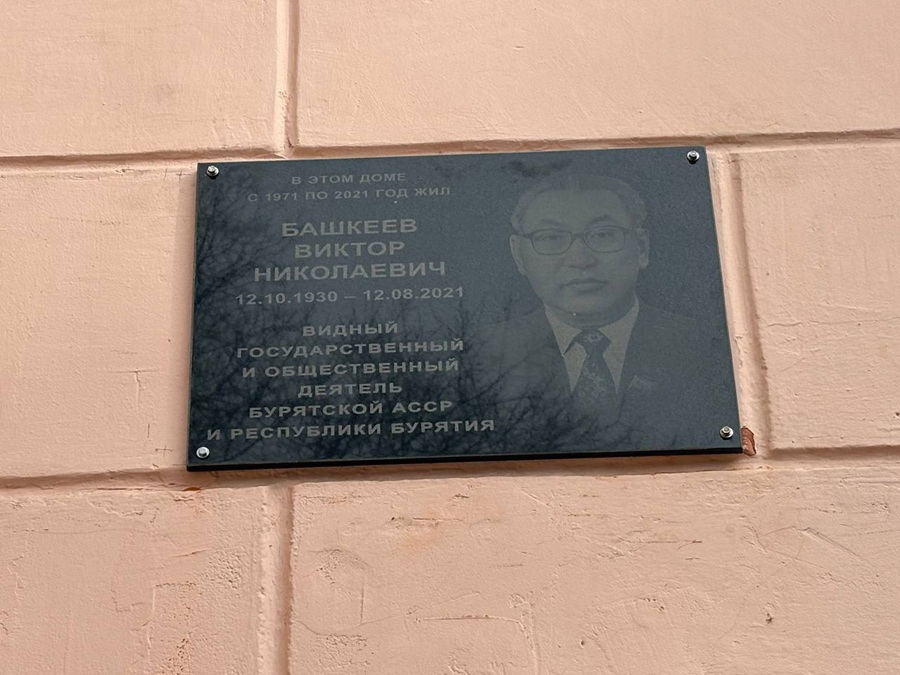 В ЭТОМ ДОМЕ
С 1971 ПО 2021 ГОД ЖИЛ
БАШКЕЕВ
ВИКТОР
НИКОЛАЕВИЧ
12.10.1930 – 12.08.2021
ВИДНЫЙ
ГОСУДАРСТВЕННЫЙ
И ОБЩЕСТВЕННЫЙ
ДЕЯТЕЛЬ
БУРЯТСКОЙ АССР
И РЕСПУБЛИКИ БУРЯТИЯ